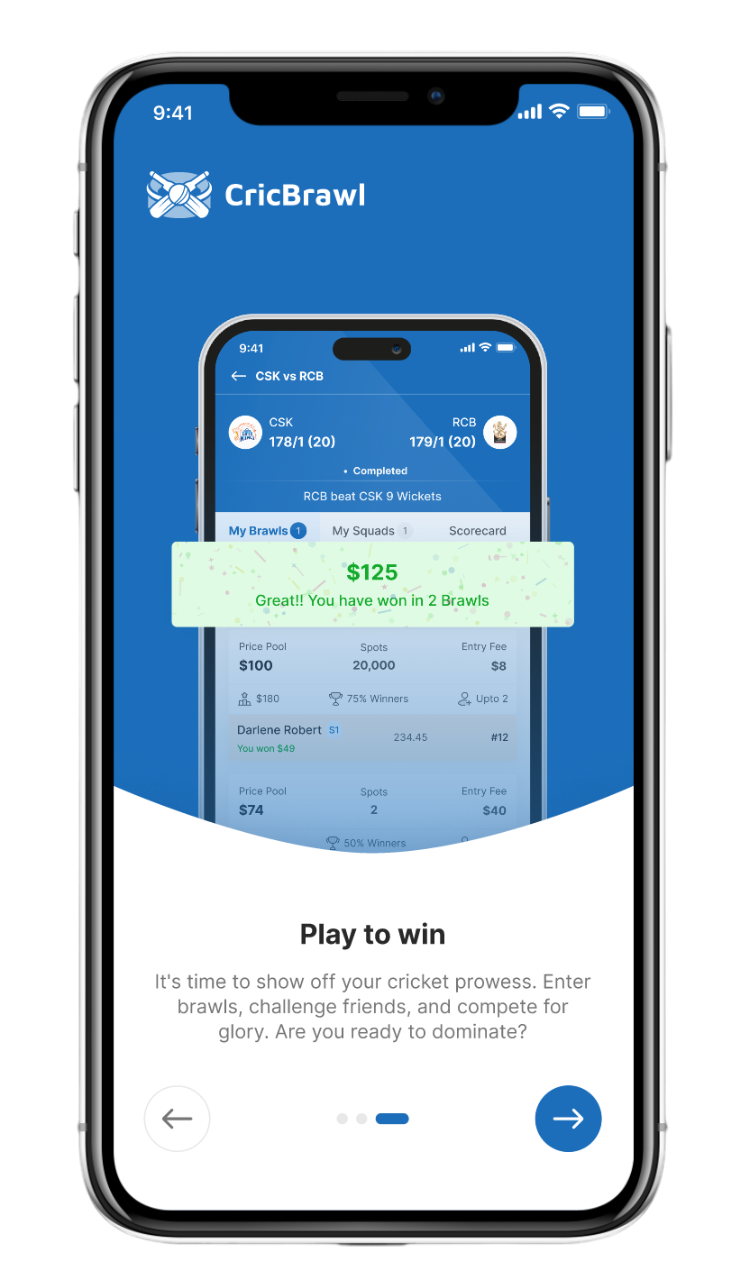 9:41
CricBrawl
9:41
CSK vs RCB
CSK
178/1 (20)
RCB
179/1 (20)
• Completed
RCB beat CSK 9 Wickets
My Brawls 1
My Squads 1
Scorecard
$125
Great!! You have won in 2 Brawls
Price Pool Spots Entry Fee
$100 20,000 $8
$180 75% Winners Upto 2
Darlene Robert S1 234.45 #12
You won $49
Price Pool Spots Entry Fee
$74 2 $40
50% Winners
Play to win
It's time to show off your cricket prowess. Enter
brawls, challenge friends, and compete for
glory. Are you ready to dominate?